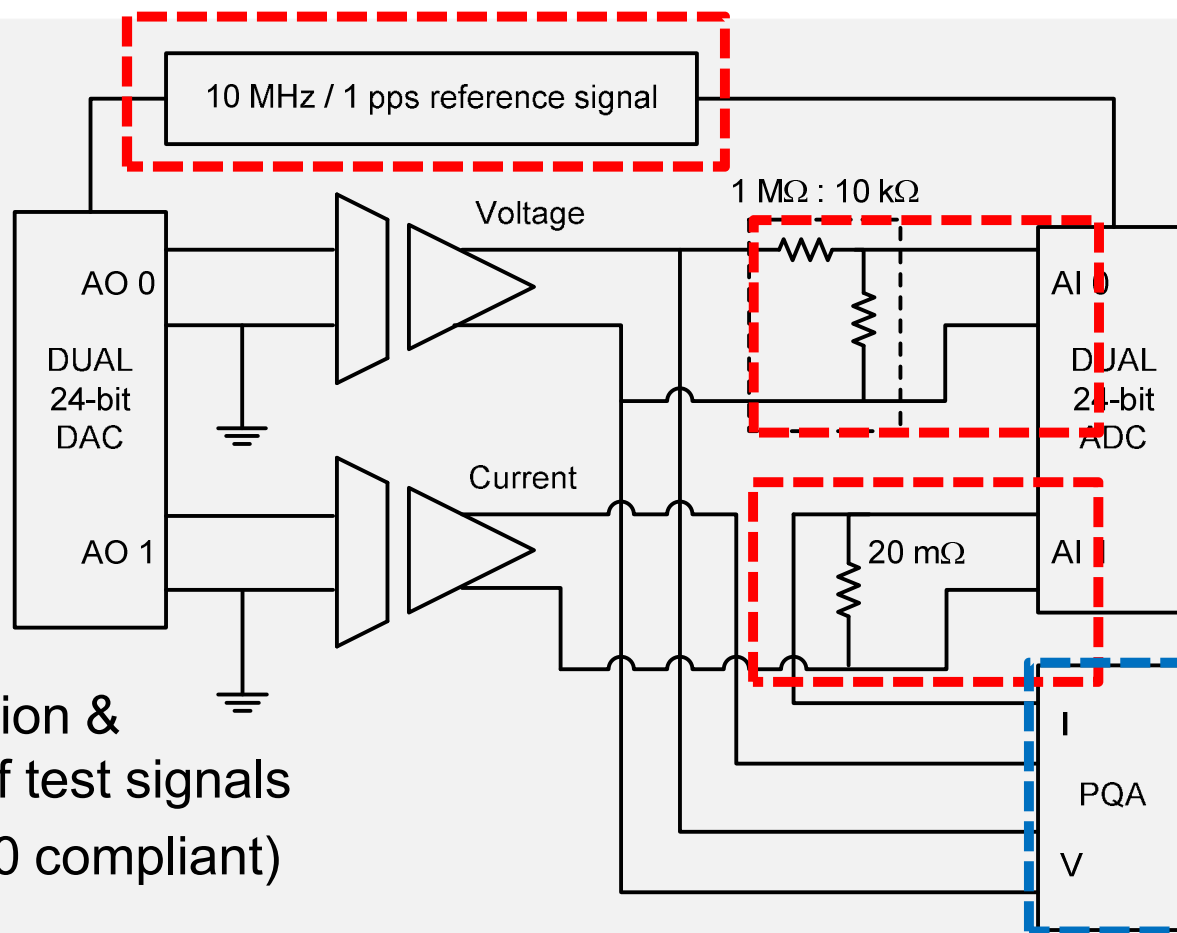 10 MHz / 1 pps reference signal
1 MΩ : 10 kΩ
Voltage
AO 0
AI 0
DUAL
24-bit
DAC
DUAL
24-bit
ADC
Current
AO 1
20 mΩ
AI
ion &
f test signals
0 compliant)
I
PQA
V